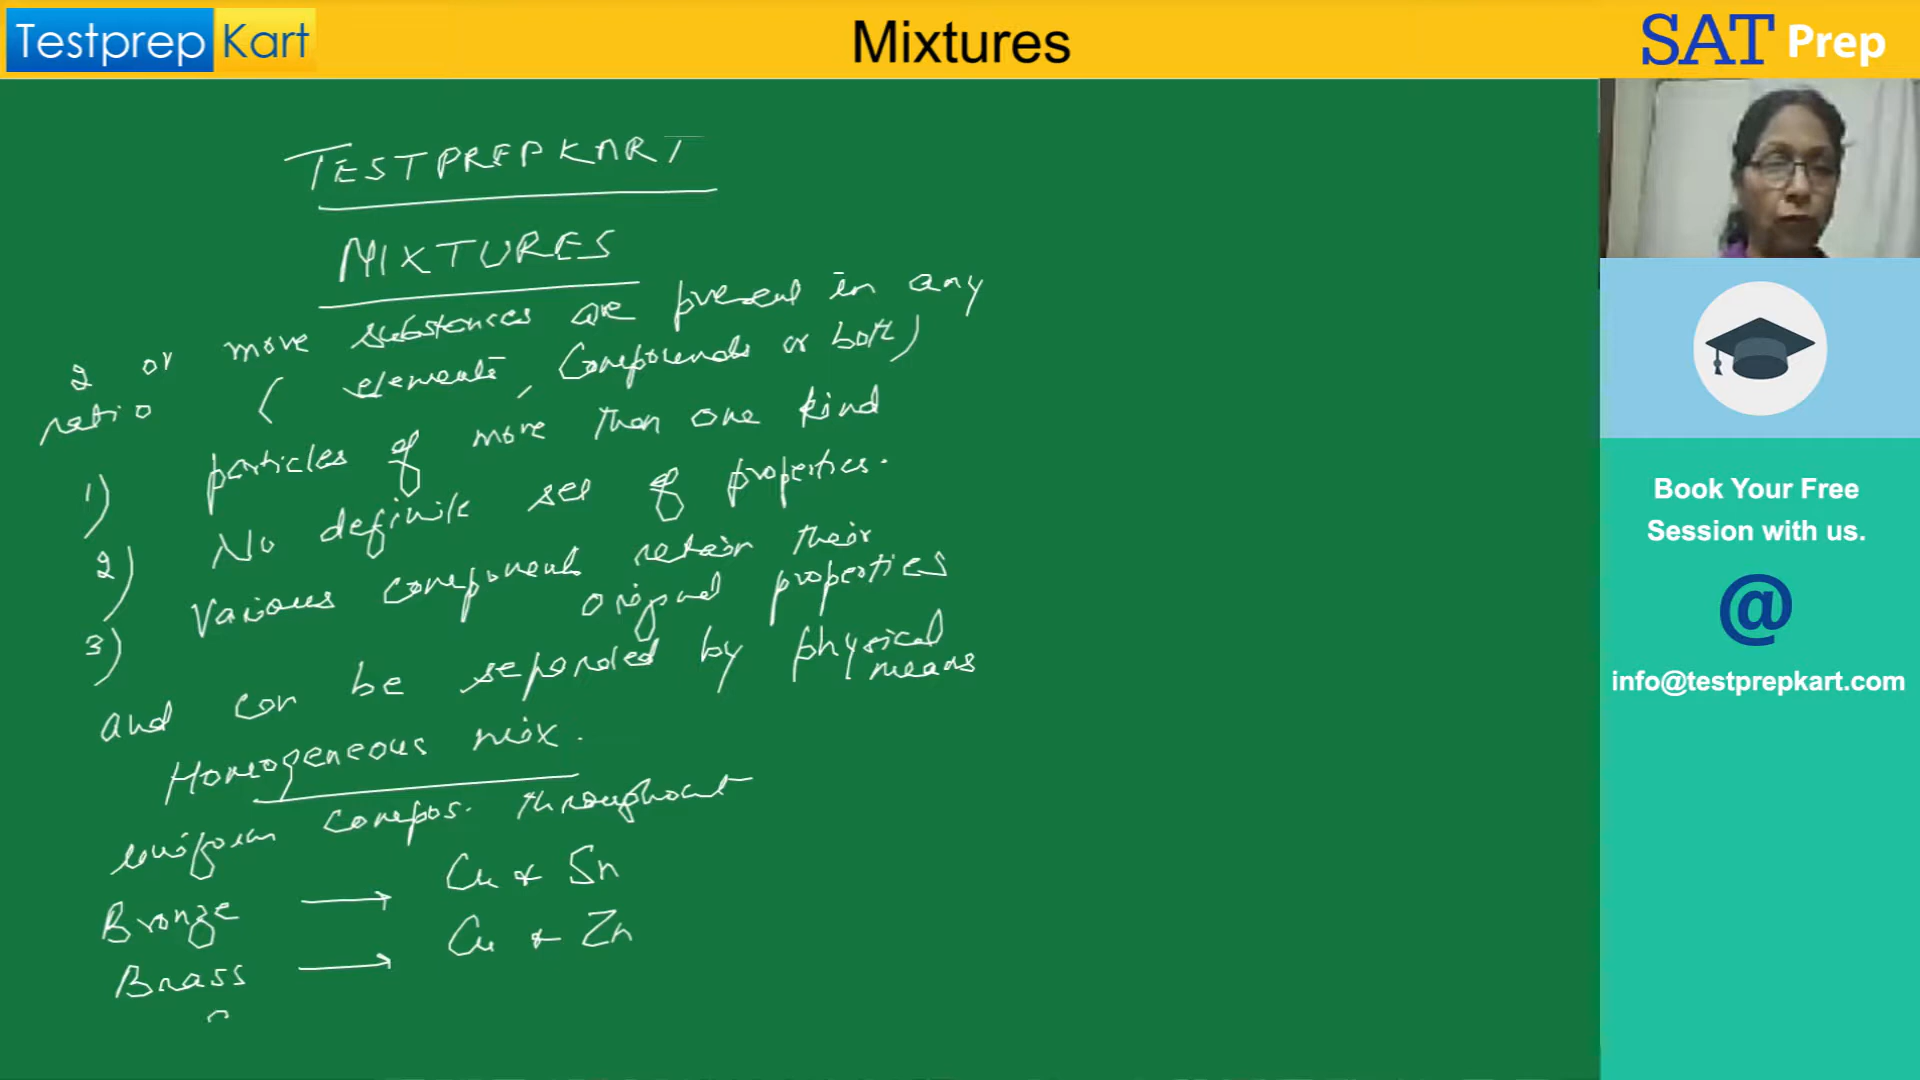 Testprep Kart
Mixtures
SAT Prep
TESTPREPKART
MIXTURES
2 or more substances are present in any
ratio ( elements, Compounds or both)
1) particles of more than one kind
2) No definite set of properties.
3) Various component retain their
original properties
and can be separated by physical
means
Homogeneous mix.
uniform compos. throughout
Bronze → Cu & Sn
Brass → Cu & Zn
Book Your Free
Session with us.
@
info@testprepkart.com